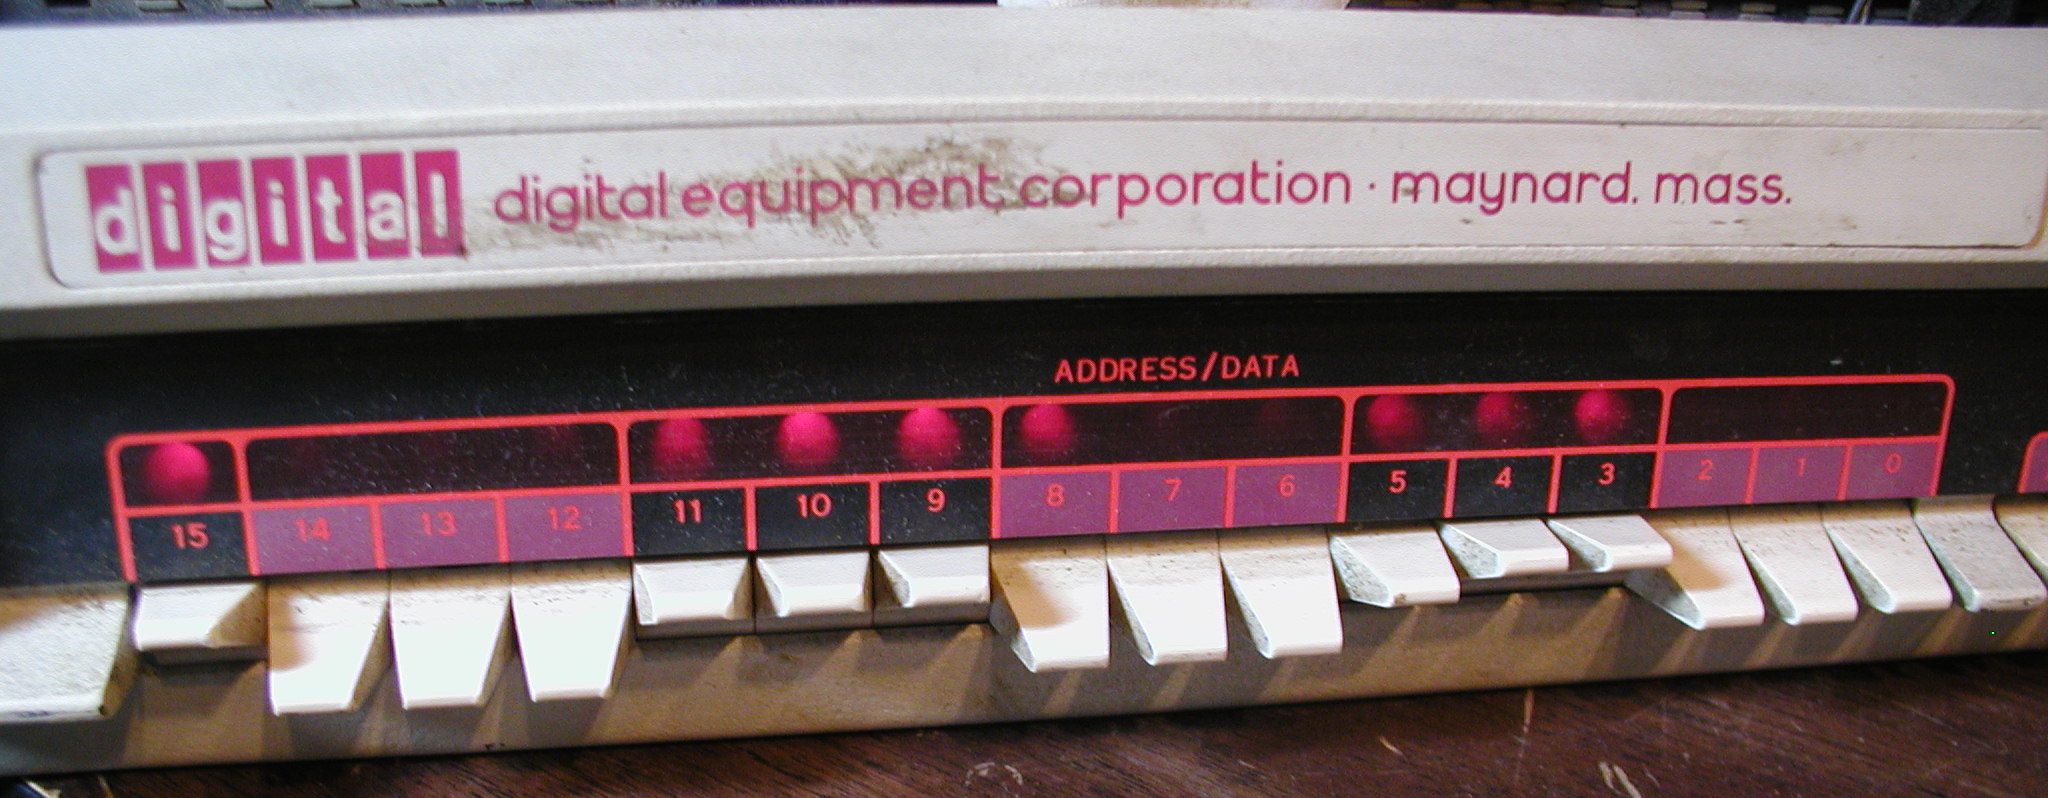 digital digital equipment corporation · maynard. mass.
ADDRESS/DATA
15 14 13 12 11 10 9 8 7 6 5 4 3 2 1 0